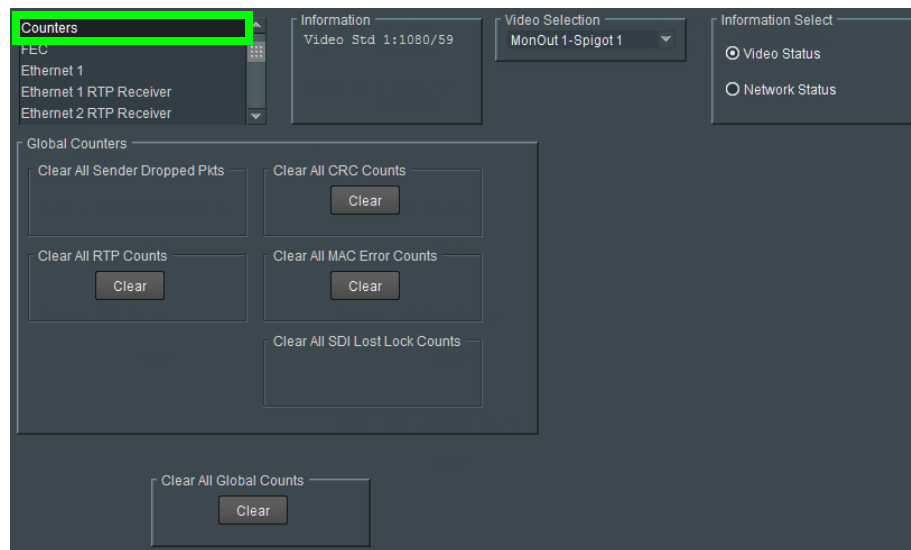 Counters
FEC
Ethernet 1
Ethernet 1 RTP Receiver
Ethernet 2 RTP Receiver
Information
Video Std 1:1080/59
Video Selection
MonOut 1-Spigot 1
Information Select
Video Status
Network Status
Global Counters
Clear All Sender Dropped Pkts
Clear All CRC Counts
Clear
Clear All RTP Counts
Clear
Clear All MAC Error Counts
Clear
Clear All SDI Lost Lock Counts
Clear All Global Counts
Clear